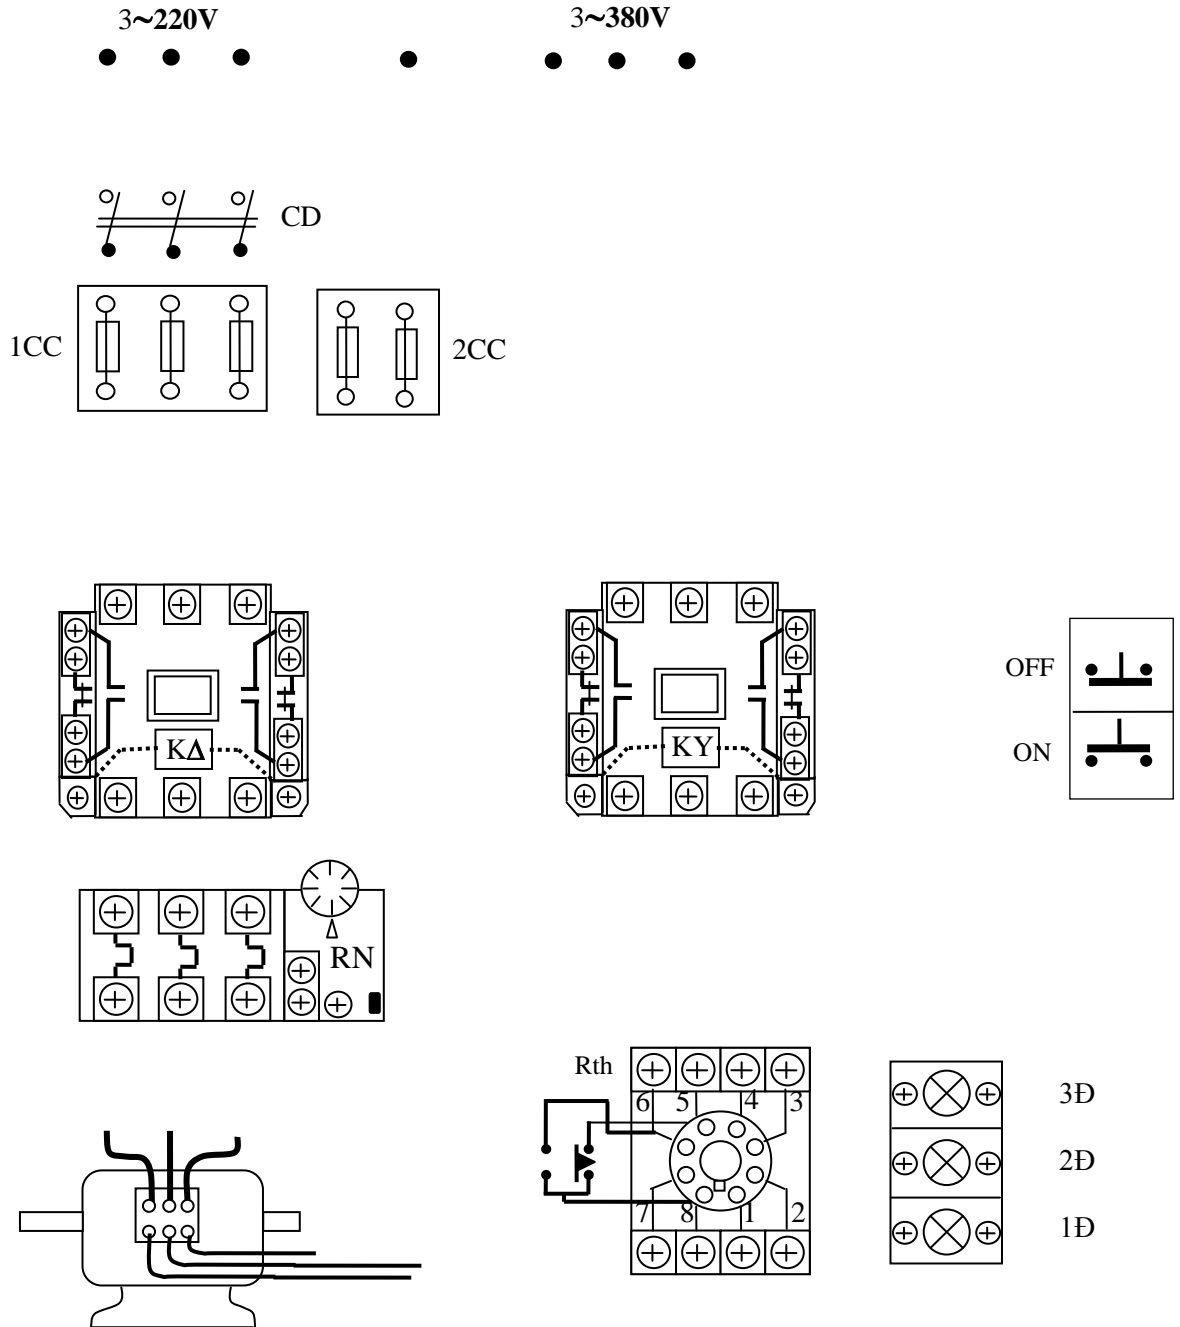 3~220V 3~380V
CD
1CC 2CC
OFF
KΔ KY ON
RN
Rth
6 5 4 3 3Đ
2Đ
7 8 1 2 1Đ